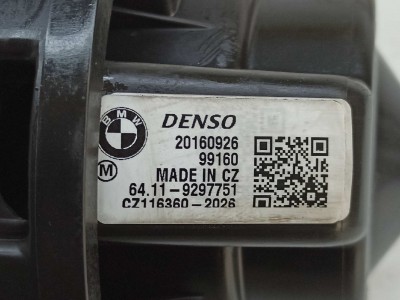 BMW
DENSO
20160926
99160
M
MADE IN CZ
64.11-9297751
CZ116360-2026